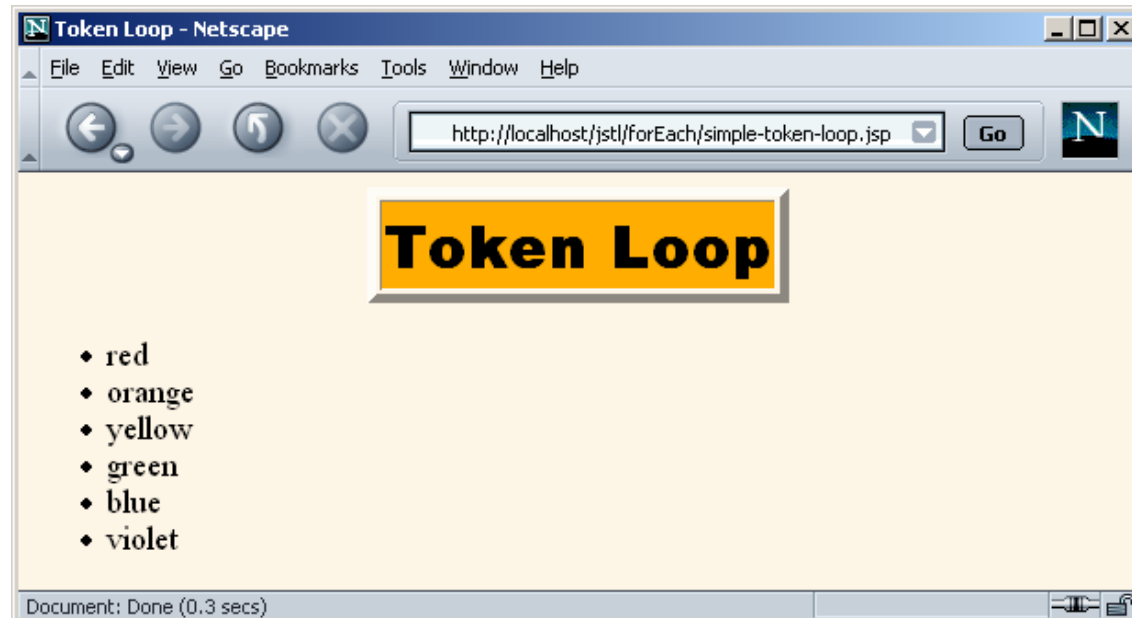 N Token Loop - Netscape
File Edit View Go Bookmarks Tools Window Help
http://localhost/jstl/forEach/simple-token-loop.jsp Go N
Token Loop
• red
• orange
• yellow
• green
• blue
• violet
Document: Done (0.3 secs)